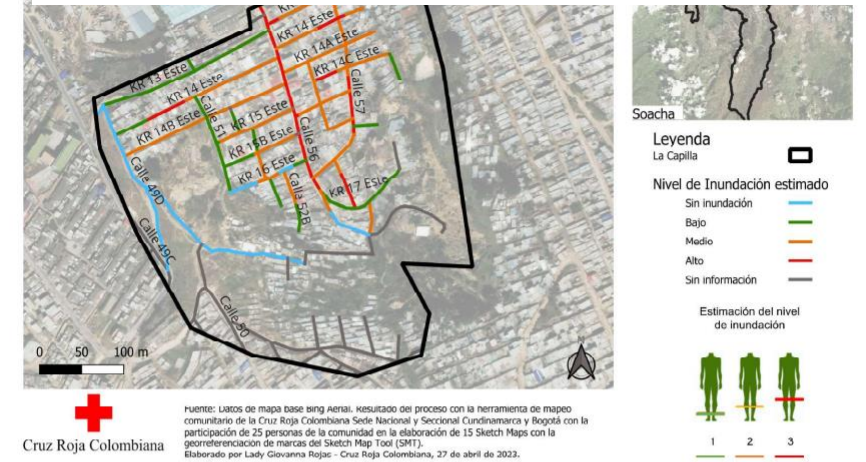 KR 14 Este
KR 14A Este
KR 14C Este
KR 13 Este
KR 14 Este
KR 14B Este
KR 15 Este
KR 15B Este
KR 16 Este
KR 17 Este
Calle 51
Calle 56
Calle 57
Calle 52B
Calle 49D
Calle 49C
Calle 50
0 50 100 m
Soacha
Leyenda
La Capilla
Nivel de Inundación estimado
Sin inundación
Bajo
Medio
Alto
Sin información
Estimación del nivel
de inundación
1 2 3
Cruz Roja Colombiana
Fuente: Datos de mapa base Bing Aerial. Resultado del proceso con la herramienta de mapeo
comunitario de la Cruz Roja Colombiana Sede Nacional y Seccional Cundinamarca y Bogotá con la
participación de 25 personas de la comunidad en la elaboración de 15 Sketch Maps con la
georreferenciación de marcas del Sketch Map Tool (SMT).
Elaborado por Lady Giovanna Rojas - Cruz Roja Colombiana, 27 de abril de 2023.